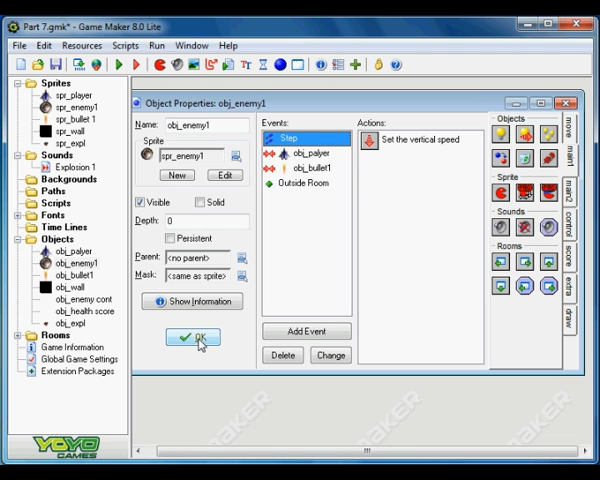 Part 7.gmk* - Game Maker 8.0 Lite
File Edit Resources Scripts Run Window Help
Sprites
spr_player
spr_enemy1
spr_bullet 1
spr_wall
spr_expl
Sounds
Explosion 1
Backgrounds
Paths
Scripts
Fonts
Time Lines
Objects
obj_palyer
obj_enemy1
obj_bullet1
obj_wall
obj_enemy cont
obj_health score
obj_expl
Rooms
Game Information
Global Game Settings
Extension Packages
YOYO
GAMES
Object Properties: obj_enemy1
Name: obj_enemy1
Sprite
spr_enemy1
New Edit
Visible Solid
Depth: 0
Persistent
Parent: <no parent>
Mask: <same as sprite>
Show Information
OK
Events:
Step
obj_palyer
obj_bullet1
Outside Room
Add Event
Delete Change
Actions:
Set the vertical speed
Objects
Sprite
Sounds
Rooms
move
main1
main2
control
score
extra
draw